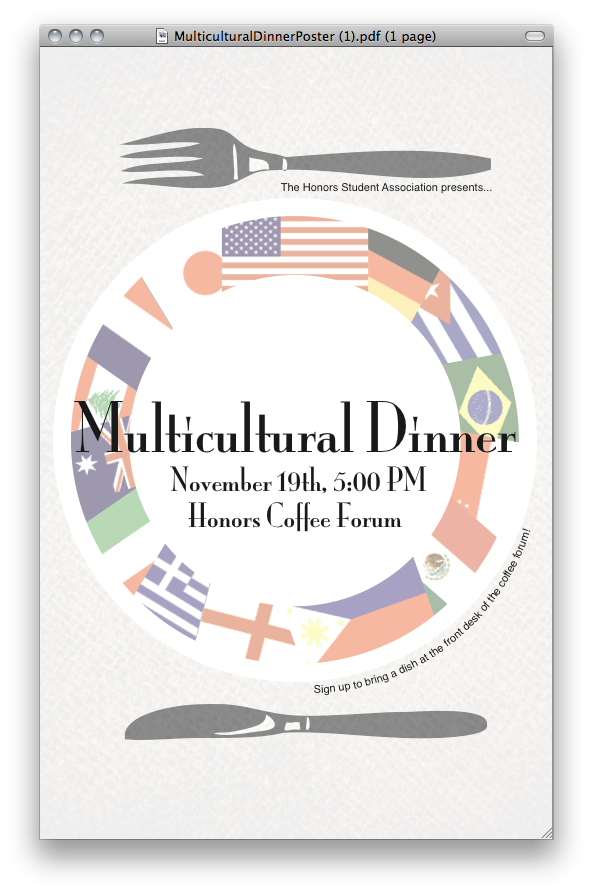 MulticulturalDinnerPoster (1).pdf (1 page)
The Honors Student Association presents...
Multicultural Dinner
November 19th, 5:00 PM
Honors Coffee Forum
Sign up to bring a dish at the front desk of the coffee forum!